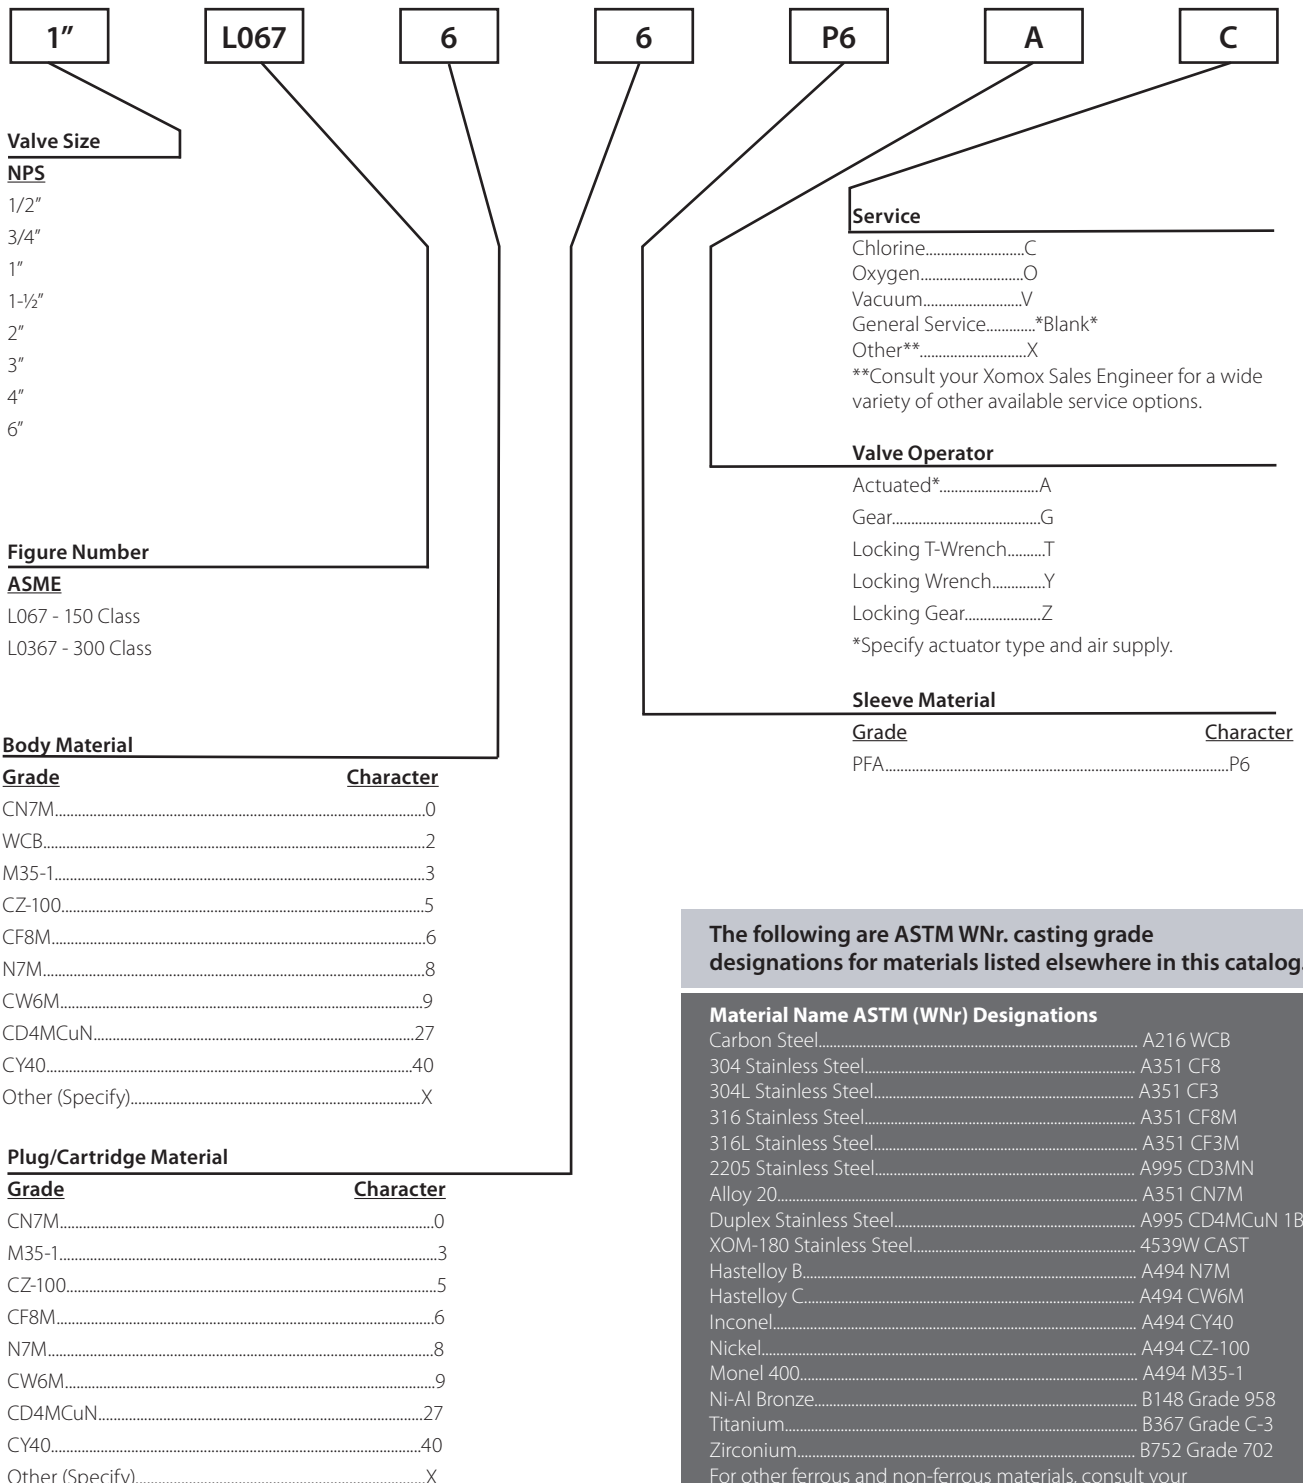 1” L067 6 6 P6 A C
Valve Size
NPS
1/2”
3/4”
1”
1-½”
2”
3”
4”
6”
Figure Number
ASME
L067 - 150 Class
L0367 - 300 Class
Body Material
Grade Character
CN7M....0
WCB....2
M35-1....3
CZ-100....5
CF8M....6
N7M....8
CW6M....9
CD4MCuN....27
CY40....40
Other (Specify)....X
Plug/Cartridge Material
Grade Character
CN7M....0
M35-1....3
CZ-100....5
CF8M....6
N7M....8
CW6M....9
CD4MCuN....27
CY40....40
Other (Specify)....X
Service
Chlorine....C
Oxygen....O
Vacuum....V
General Service....*Blank*
Other**....X
**Consult your Xomox Sales Engineer for a wide
variety of other available service options.
Valve Operator
Actuated*....A
Gear....G
Locking T-Wrench....T
Locking Wrench....Y
Locking Gear....Z
*Specify actuator type and air supply.
Sleeve Material
Grade Character
PFA....P6
The following are ASTM WNr. casting grade
designations for materials listed elsewhere in this catalog.
Material Name ASTM (WNr) Designations
Carbon Steel.... A216 WCB
304 Stainless Steel.... A351 CF8
304L Stainless Steel.... A351 CF3
316 Stainless Steel.... A351 CF8M
316L Stainless Steel.... A351 CF3M
2205 Stainless Steel.... A995 CD3MN
Alloy 20.... A351 CN7M
Duplex Stainless Steel.... A995 CD4MCuN 1B
XOM-180 Stainless Steel.... 4539W CAST
Hastelloy B.... A494 N7M
Hastelloy C.... A494 CW6M
Inconel.... A494 CY40
Nickel.... A494 CZ-100
Monel 400.... A494 M35-1
Ni-Al Bronze.... B148 Grade 958
Titanium.... B367 Grade C-3
Zirconium.... B752 Grade 702
For other ferrous and non-ferrous materials, consult your